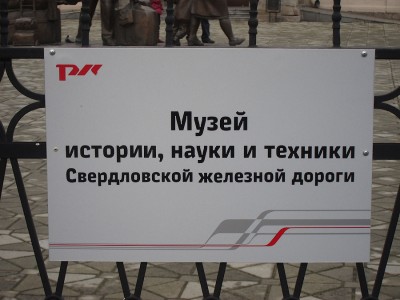 РЖД
Музей
истории, науки и техники
Свердловской железной дороги